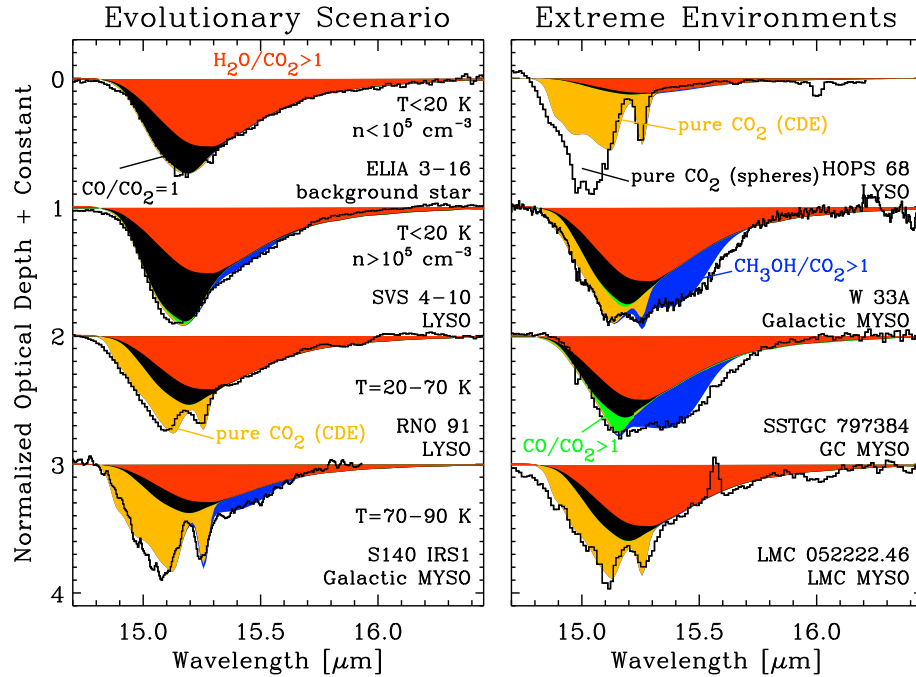 Evolutionary Scenario
Extreme Environments
Normalized Optical Depth + Constant
0
1
2
3
4
H₂O/CO₂>1
T<20 K
n<10⁵ cm⁻³
CO/CO₂=1
ELIA 3-16
background star
T<20 K
n>10⁵ cm⁻³
SVS 4-10
LYSO
T=20-70 K
RNO 91
pure CO₂ (CDE)
LYSO
T=70-90 K
S140 IRS1
Galactic MYSO
15.0 15.5 16.0
Wavelength [μm]
pure CO₂ (CDE)
pure CO₂ (spheres)
HOPS 68
LYSO
CH₃OH/CO₂>1
W 33A
Galactic MYSO
CO/CO₂>1
SSTGC 797384
GC MYSO
LMC 052222.46
LMC MYSO
15.0 15.5 16.0
Wavelength [μm]